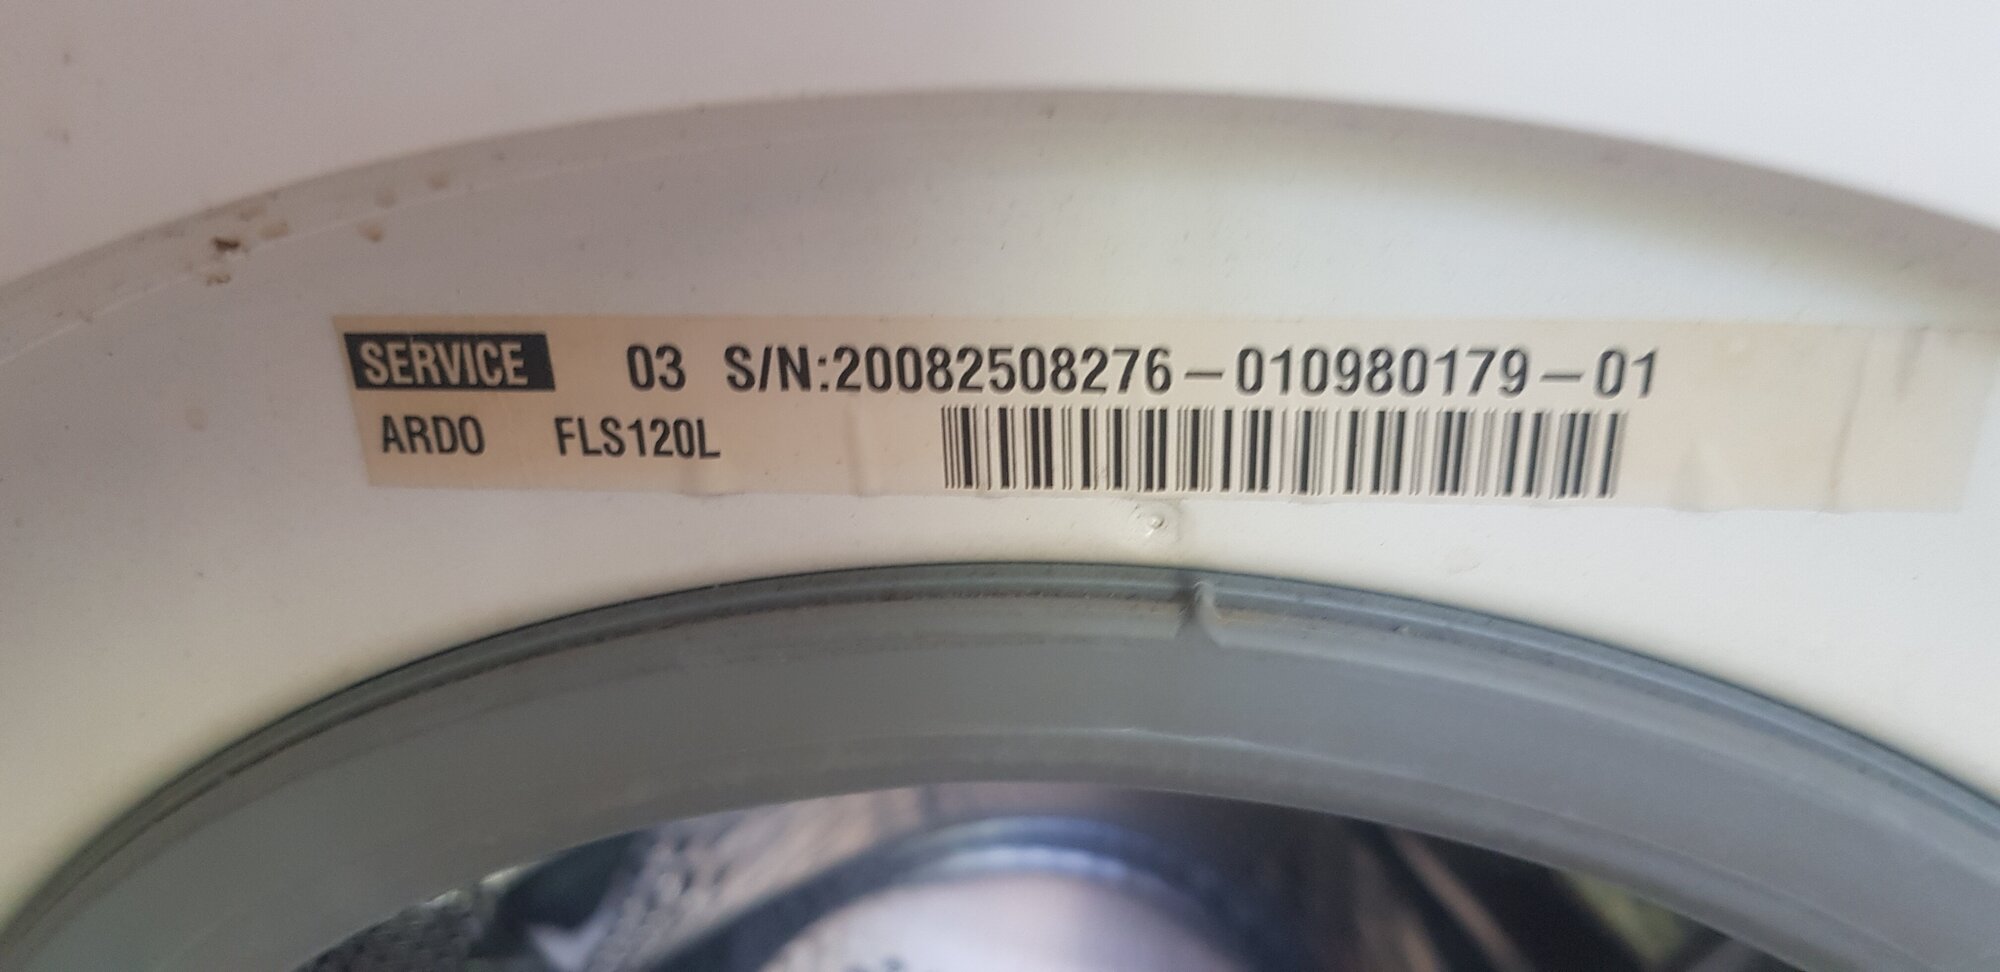 SERVICE 03 S/N:20082508276-010980179-01
ARDO FLS120L